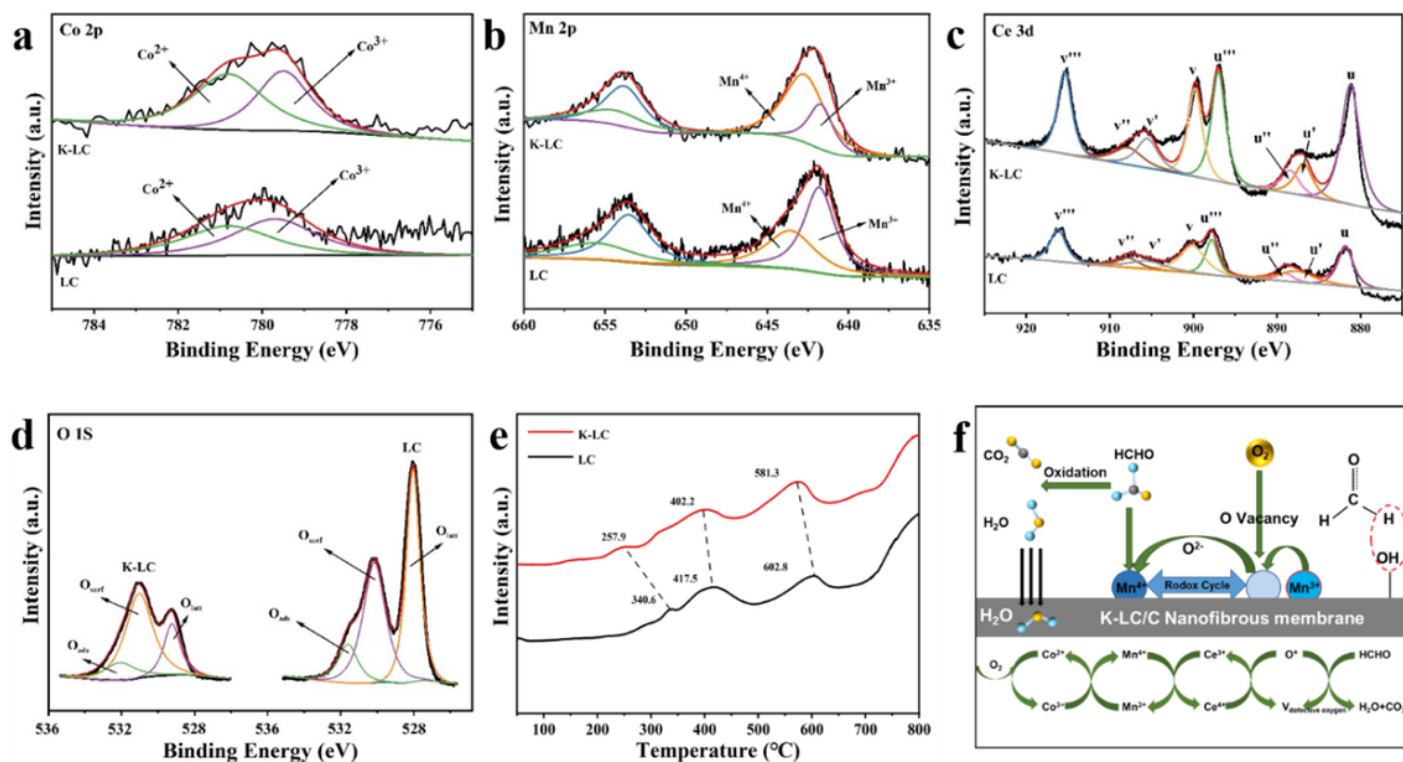 a
Co 2p
Co2+
Co3+
K-LC
Co2+
Co3+
LC
784 782 780 778 776
Binding Energy (eV)
Intensity (a.u.)
b
Mn 2p
Mn4+
Mn3+
K-LC
Mn4+
Mn3+
LC
660 655 650 645 640 635
Binding Energy (eV)
Intensity (a.u.)
c
Ce 3d
v''' v u''' u
v'' v' u'' u'
K-LC
v''' v'' v' v u''' u'' u' u
LC
920 910 900 890 880
Binding Energy (eV)
Intensity (a.u.)
d
O 1S
LC
K-LC
Osurf
Olatt
Oads
Osurf
Olatt
Oads
536 532 528 530 528
Binding Energy (eV)
Intensity (a.u.)
e
K-LC
LC
257.9 402.2 581.3
340.6 417.5 602.8
100 200 300 400 500 600 700 800
Temperature (°C)
Intensity (a.u.)
f
CO2
Oxidation
HCHO
O2
O
H2O
O Vacancy
H H
O2-
OH
Mn4+
Rodox Cycle
Mn3+
H2O
K-LC/C Nanofibrous membrane
O2 Co2+ Mn4+ Ce3+ O* HCHO
Co3+ Mn3+ Ce4+ Vdefective oxygen H2O+CO2